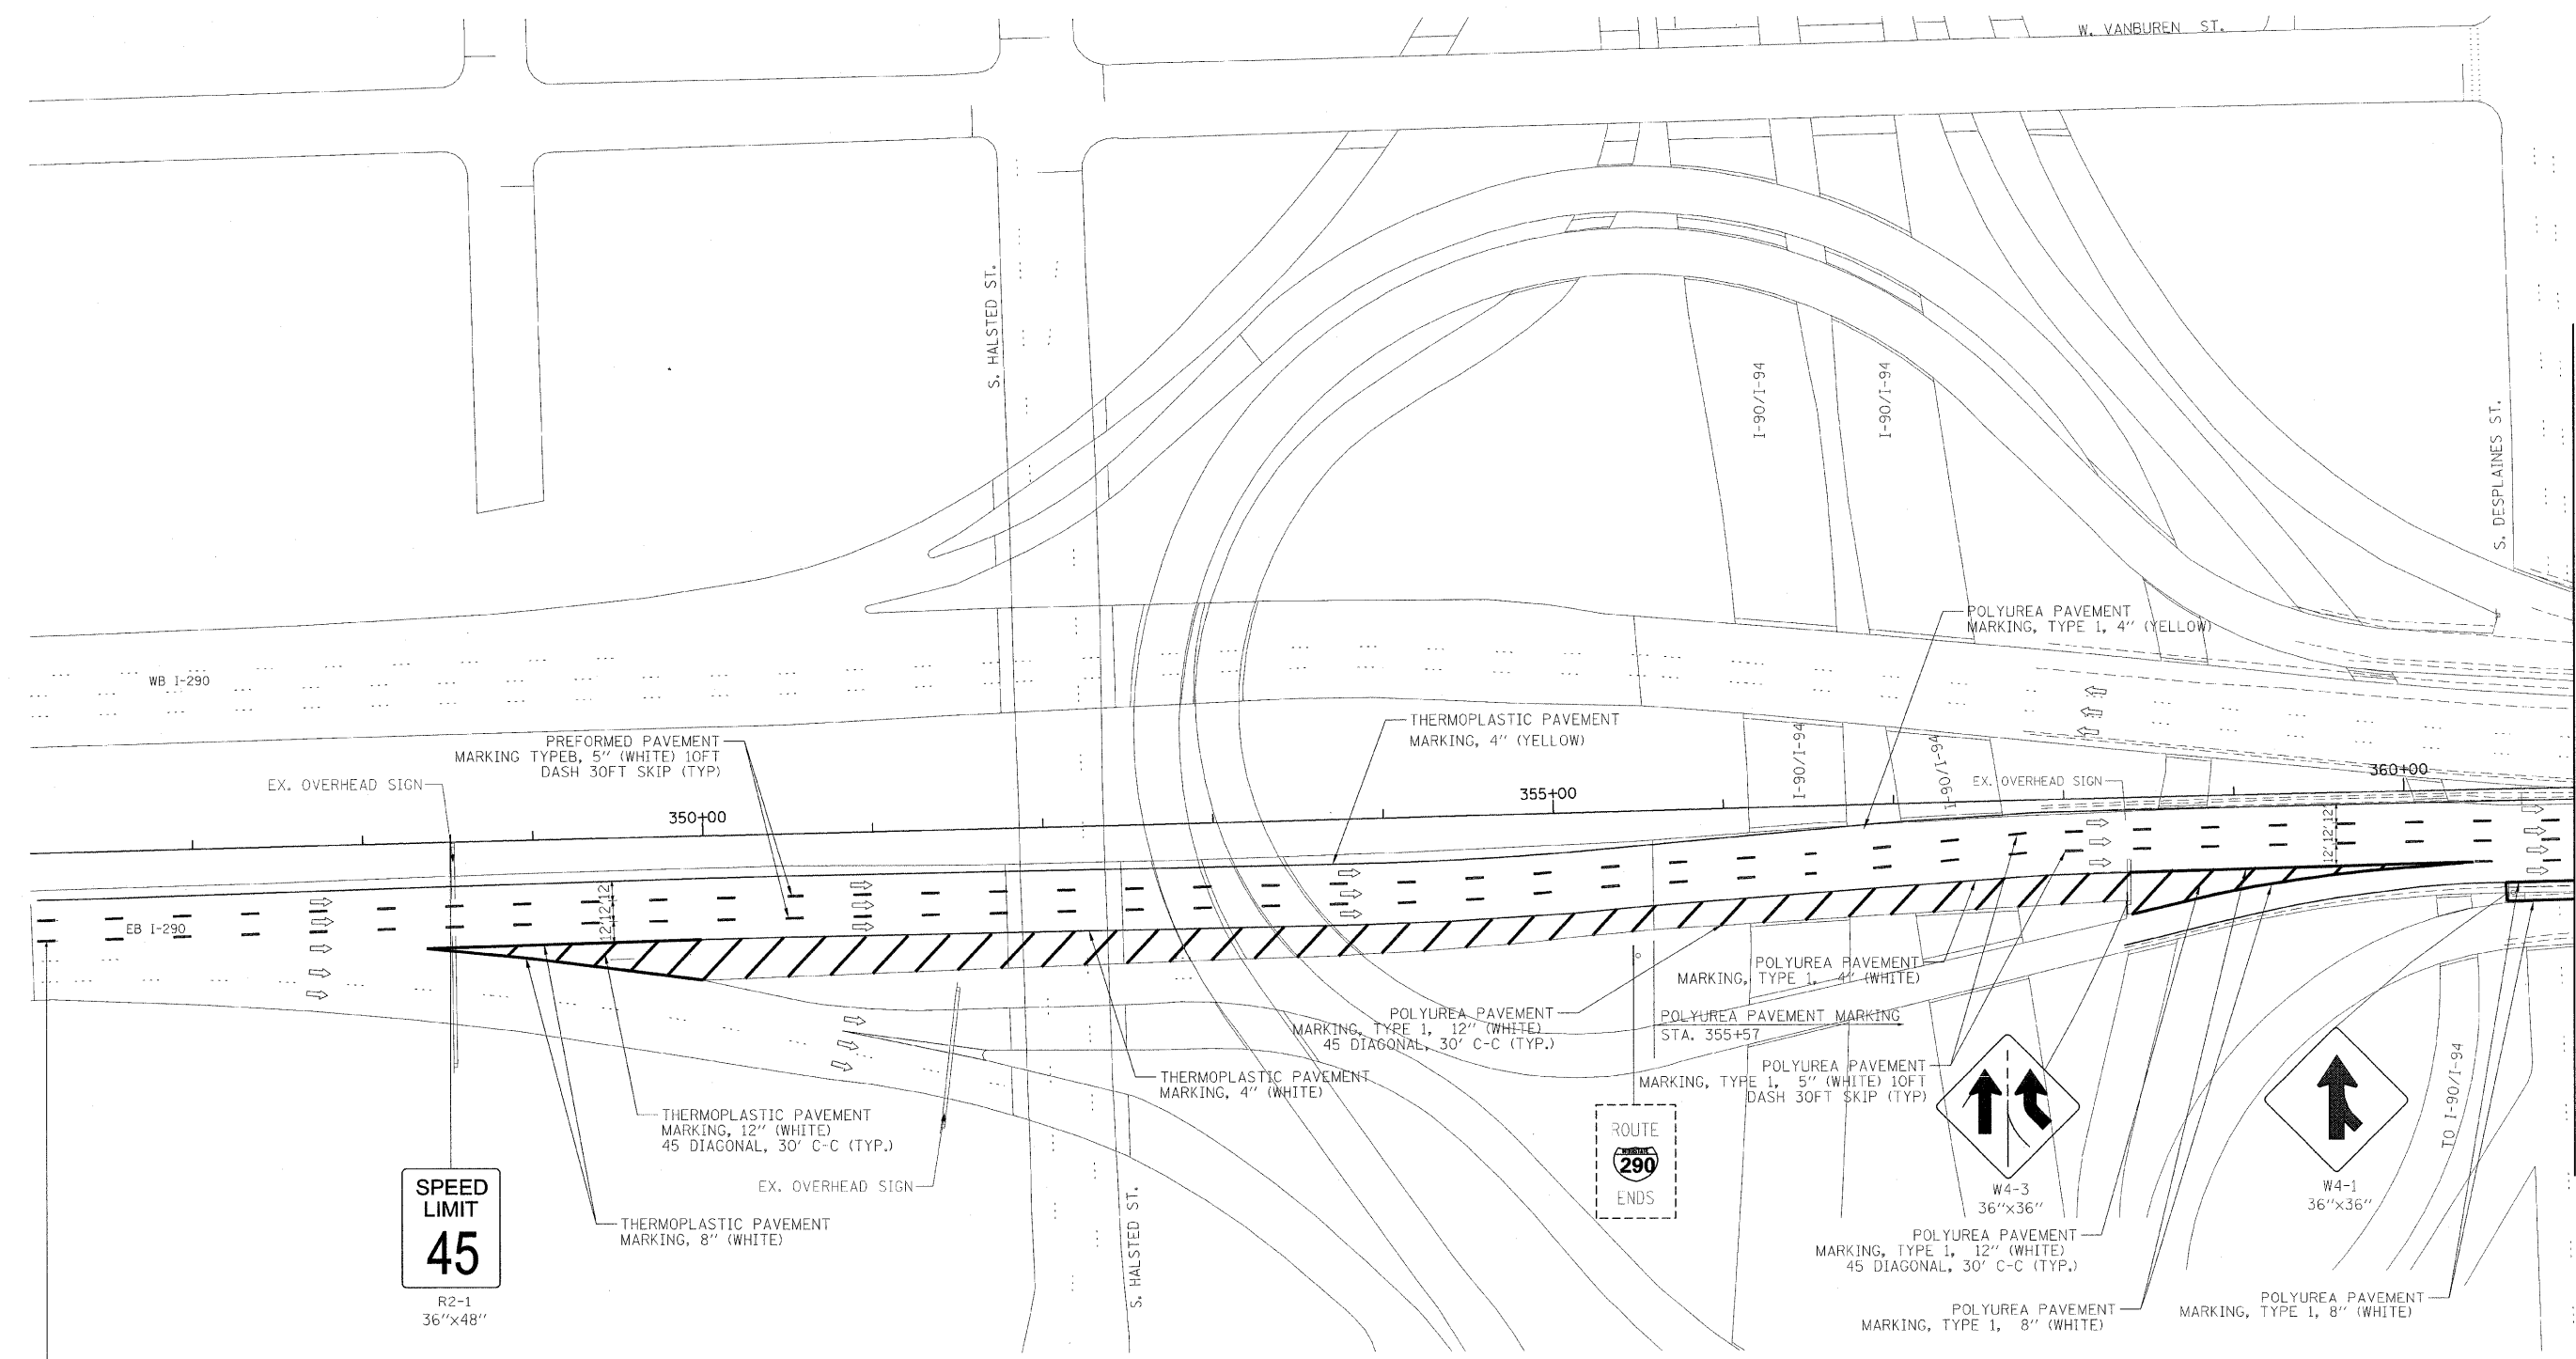 W. VANBUREN ST.
S. HALSTED ST.
I-90/I-94
I-90/I-94
S. DESPLAINES ST.
POLYUREA PAVEMENT
MARKING, TYPE 1, 4" (YELLOW)
WB I-290
THERMOPLASTIC PAVEMENT
MARKING, 4" (YELLOW)
PREFORMED PAVEMENT
MARKING TYPEB, 5" (WHITE) 10FT
DASH 30FT SKIP (TYP)
EX. OVERHEAD SIGN
I-90/I-94
I-90/I-94
EX. OVERHEAD SIGN
360+00
355+00
350+00
12'12'12'
12'12'12'
EB I-290
POLYUREA PAVEMENT
MARKING, TYPE 1, 4" (WHITE)
POLYUREA PAVEMENT
MARKING, TYPE 1, 12" (WHITE)
45 DIAGONAL, 30' C-C (TYP.)
POLYUREA PAVEMENT MARKING
STA. 355+57
POLYUREA PAVEMENT
MARKING, TYPE 1, 5" (WHITE) 10FT
DASH 30FT SKIP (TYP)
THERMOPLASTIC PAVEMENT
MARKING, 4" (WHITE)
THERMOPLASTIC PAVEMENT
MARKING, 12" (WHITE)
45 DIAGONAL, 30' C-C (TYP.)
EX. OVERHEAD SIGN
THERMOPLASTIC PAVEMENT
MARKING, 8" (WHITE)
SPEED
LIMIT
45
R2-1
36"x48"
S. HALSTED ST.
ROUTE
INTERSTATE
290
ENDS
W4-3
36"x36"
W4-1
36"x36"
TO I-90/I-94
POLYUREA PAVEMENT
MARKING, TYPE 1, 12" (WHITE)
45 DIAGONAL, 30' C-C (TYP.)
POLYUREA PAVEMENT
MARKING, TYPE 1, 8" (WHITE)
POLYUREA PAVEMENT
MARKING, TYPE 1, 8" (WHITE)